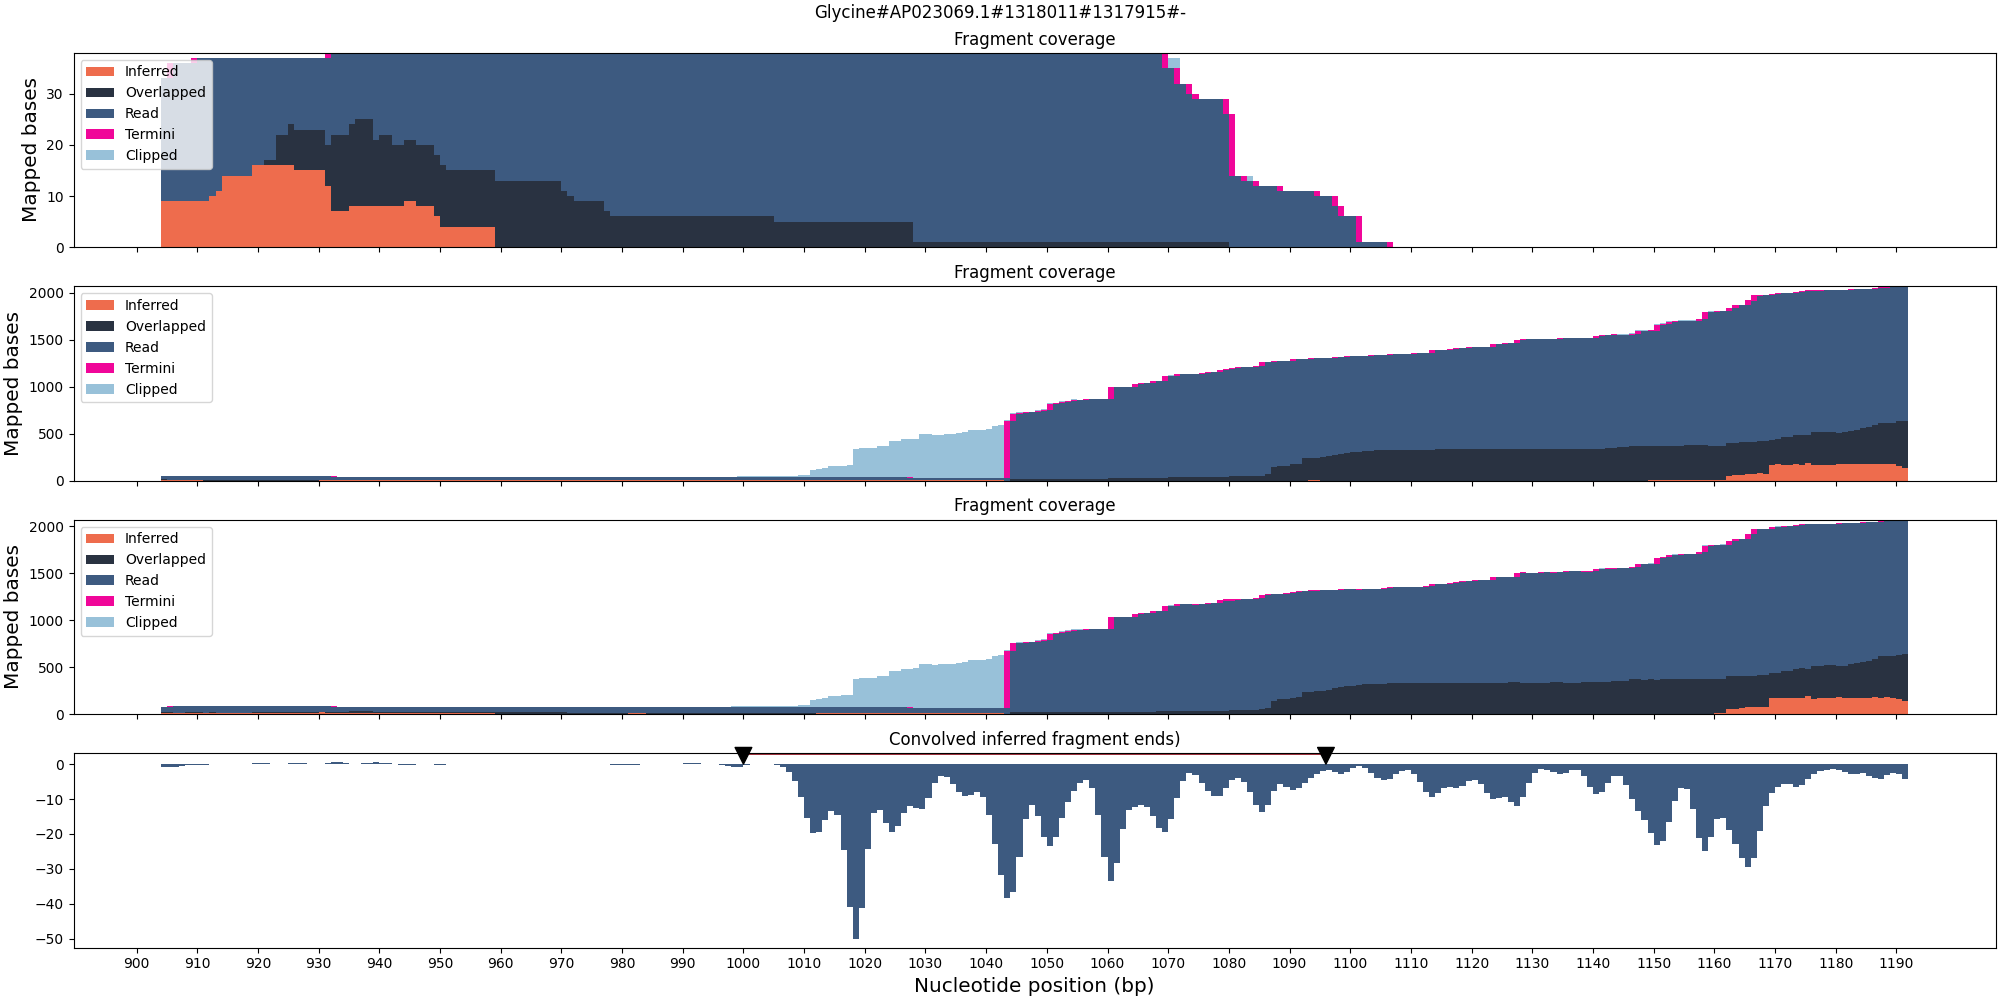 Glycine#AP023069.1#1318011#1317915#-
Fragment coverage
Mapped bases
30
20
10
0
Inferred
Overlapped
Read
Termini
Clipped
Fragment coverage
Mapped bases
2000
1500
1000
500
0
Inferred
Overlapped
Read
Termini
Clipped
Fragment coverage
Mapped bases
2000
1500
1000
500
0
Inferred
Overlapped
Read
Termini
Clipped
Convolved inferred fragment ends)
0
−10
−20
−30
−40
−50
900 910 920 930 940 950 960 970 980 990 1000 1010 1020 1030 1040 1050 1060 1070 1080 1090 1100 1110 1120 1130 1140 1150 1160 1170 1180 1190
Nucleotide position (bp)